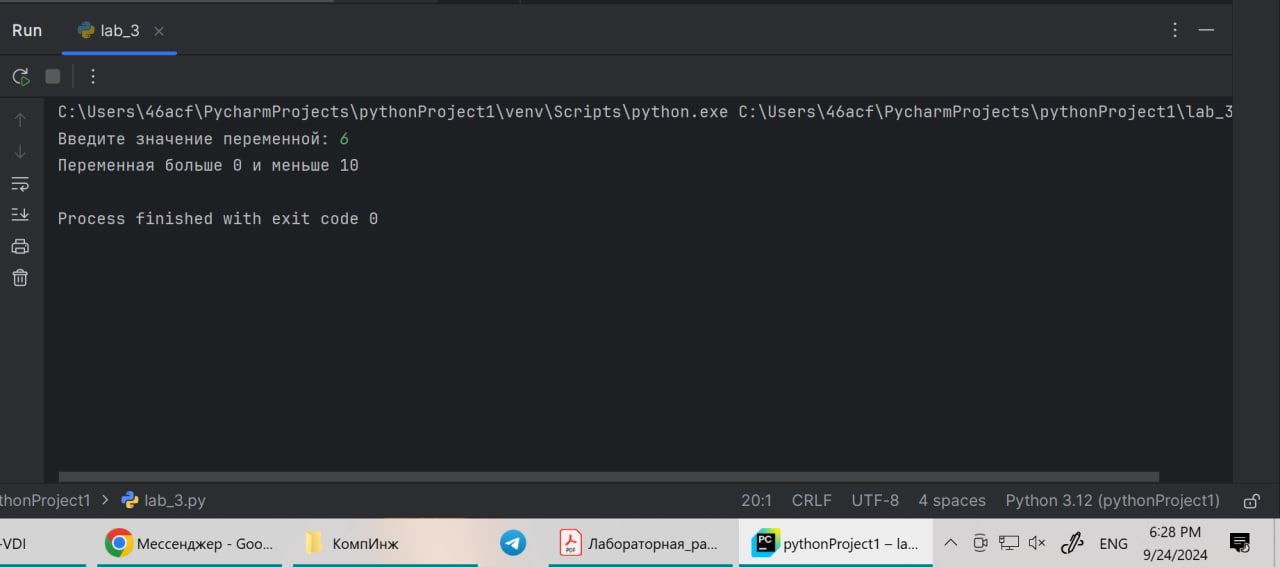 Run lab_3
C:\Users\46acf\PycharmProjects\pythonProject1\venv\Scripts\python.exe C:\Users\46acf\PycharmProjects\pythonProject1\lab_3
Введите значение переменной: 6
Переменная больше 0 и меньше 10
Process finished with exit code 0
thonProject1 > lab_3.py 20:1 CRLF UTF-8 4 spaces Python 3.12 (pythonProject1)
-VDI Мессенджер - Goo... КомпИнж Лабораторная_ра... PC pythonProject1 – la... ENG 6:28 PM
9/24/2024